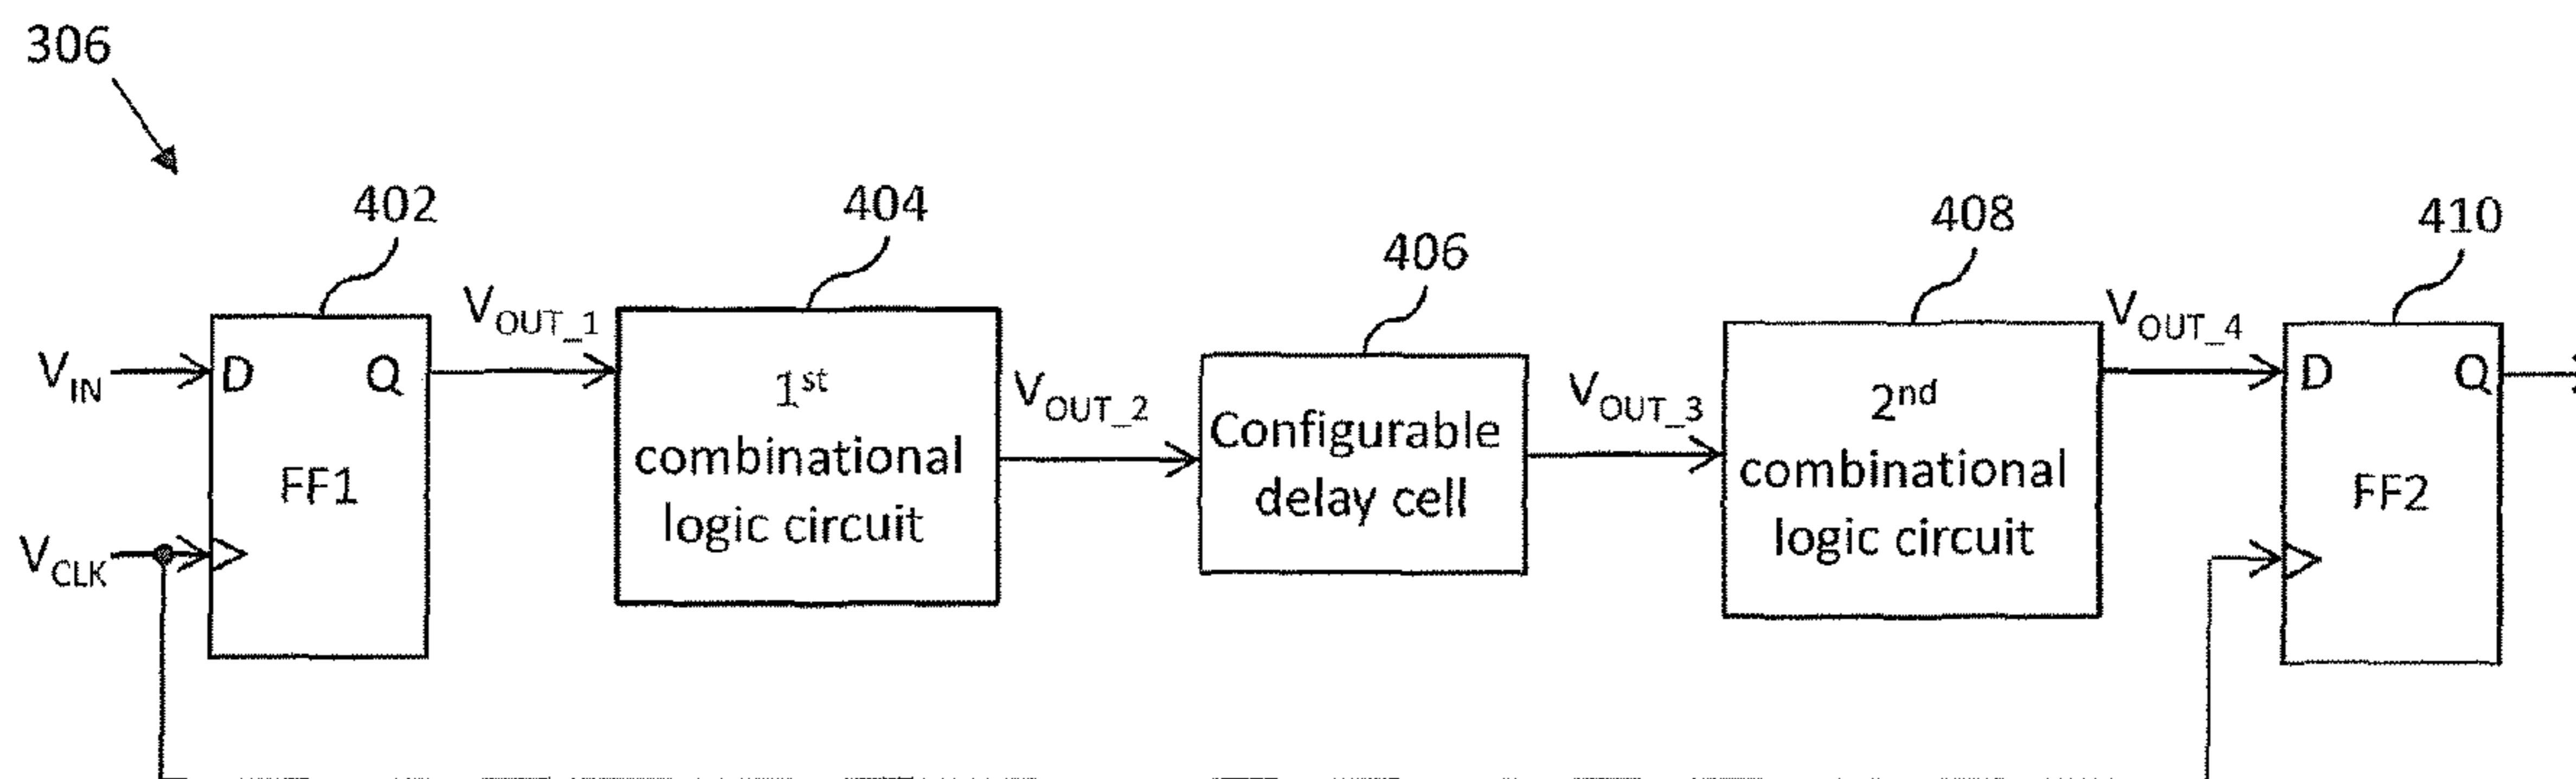 306
402
404
406
408
410
V_IN
V_CLK
D
Q
FF1
V_OUT_1
1st
combinational
logic circuit
V_OUT_2
Configurable
delay cell
V_OUT_3
2nd
combinational
logic circuit
V_OUT_4
D
Q
FF2